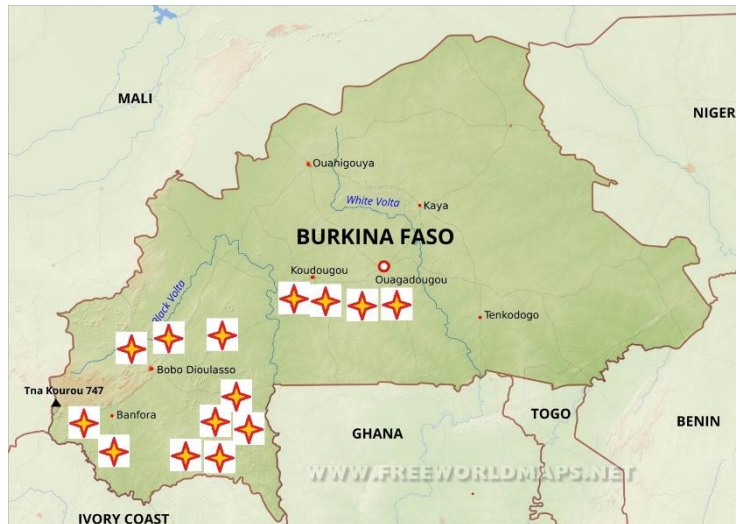 MALI
NIGER
Ouahigouya
White Volta
Kaya
BURKINA FASO
Koudougou
Ouagadougou
Black Volta
Tenkodogo
Bobo Dioulasso
Tna Kourou 747
Banfora
TOGO
BENIN
GHANA
WWW.FREEWORLDMAPS.NET
IVORY COAST